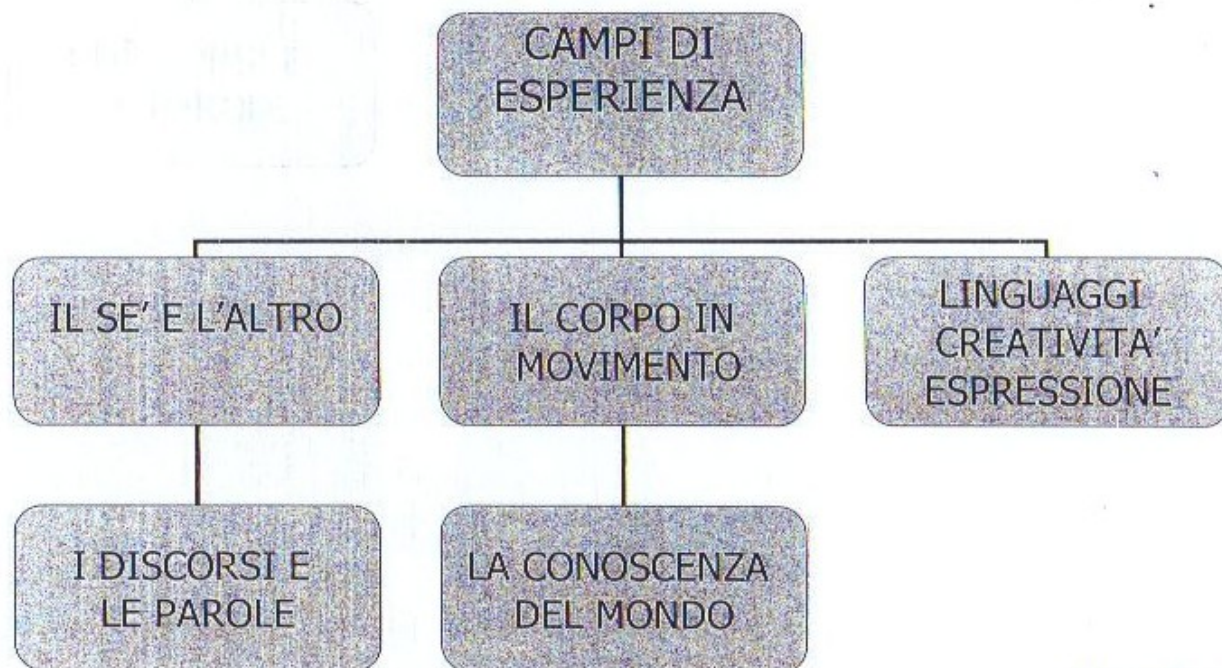 CAMPI DI
ESPERIENZA
IL SE’ E L’ALTRO
IL CORPO IN
MOVIMENTO
LINGUAGGI
CREATIVITA’
ESPRESSIONE
I DISCORSI E
LE PAROLE
LA CONOSCENZA
DEL MONDO